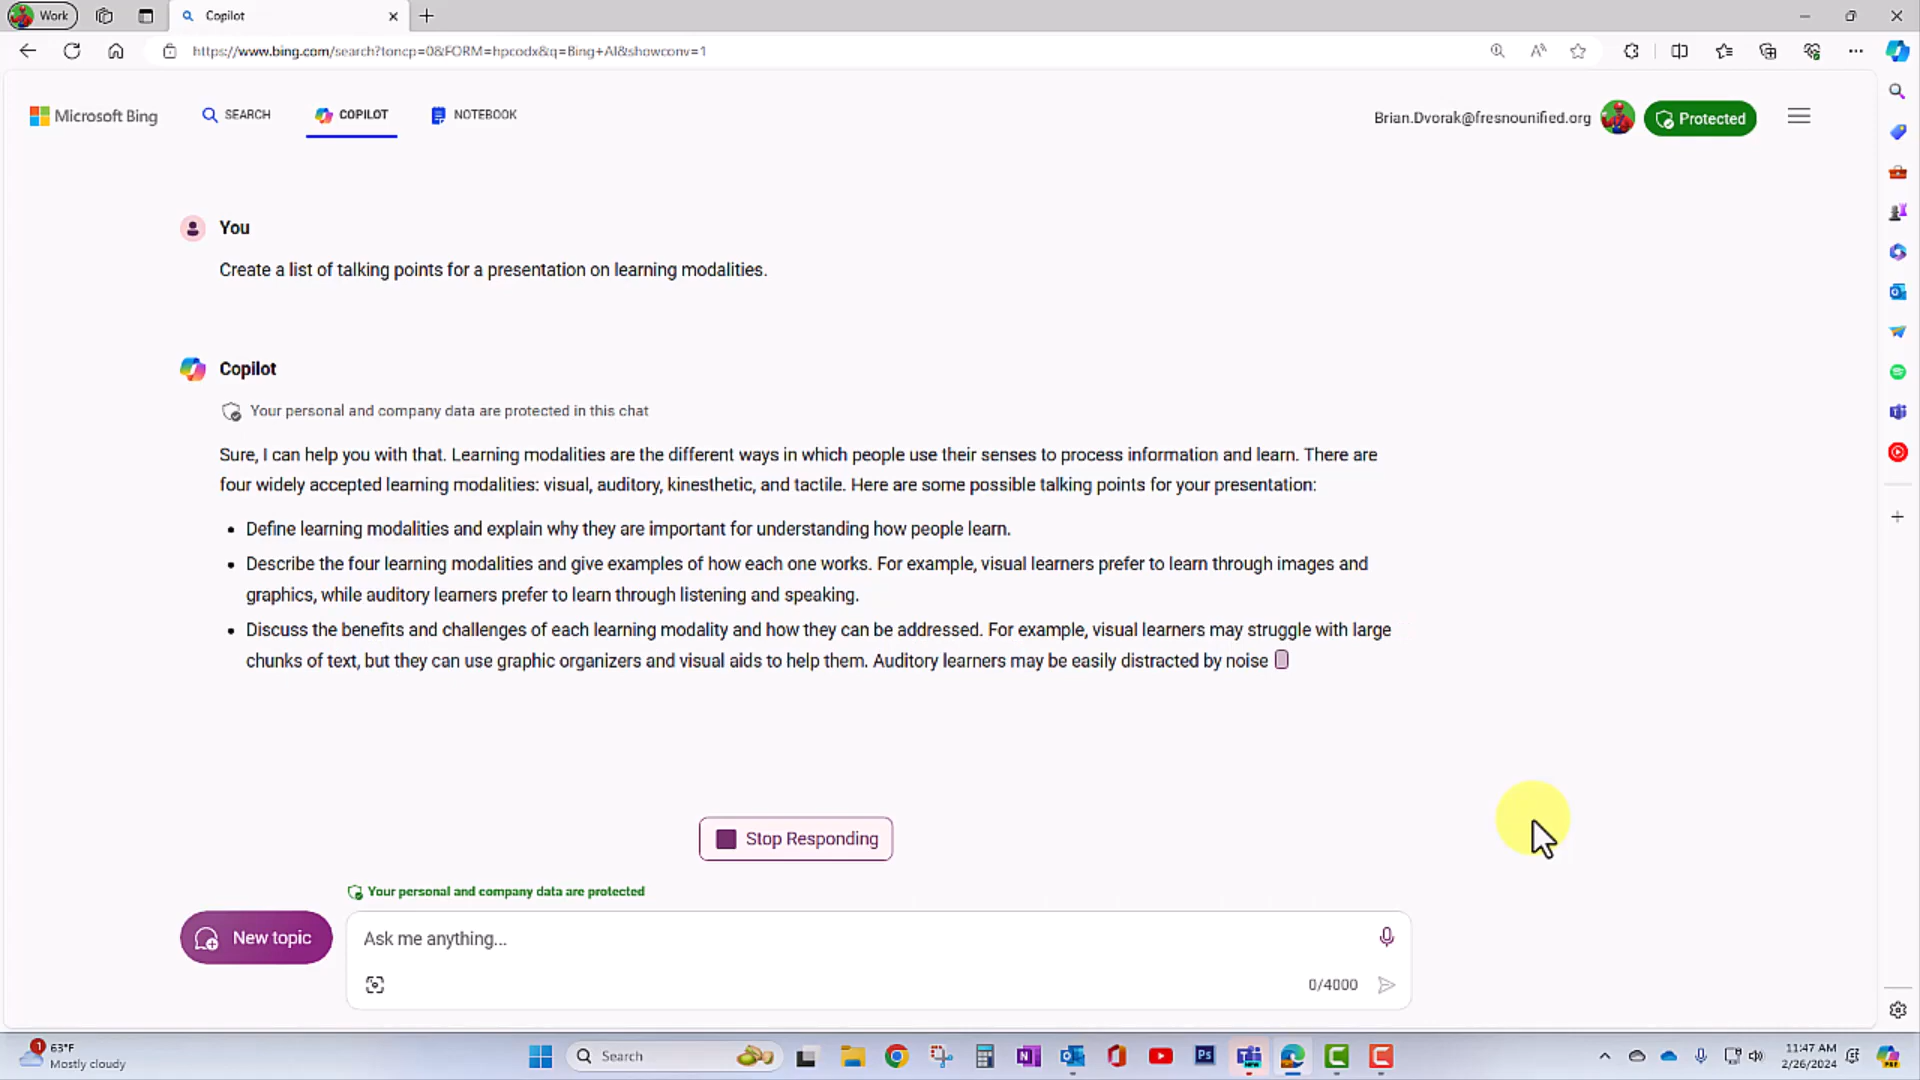 Work
Copilot
https://www.bing.com/search?toncp=0&FORM=hpcodx&q=Bing+AI&showconv=1
Microsoft Bing
SEARCH
COPILOT
NOTEBOOK
Brian.Dvorak@fresnounified.org
Protected
You
Create a list of talking points for a presentation on learning modalities.
Copilot
Your personal and company data are protected in this chat
Sure, I can help you with that. Learning modalities are the different ways in which people use their senses to process information and learn. There are
four widely accepted learning modalities: visual, auditory, kinesthetic, and tactile. Here are some possible talking points for your presentation:
• Define learning modalities and explain why they are important for understanding how people learn.
• Describe the four learning modalities and give examples of how each one works. For example, visual learners prefer to learn through images and
graphics, while auditory learners prefer to learn through listening and speaking.
• Discuss the benefits and challenges of each learning modality and how they can be addressed. For example, visual learners may struggle with large
chunks of text, but they can use graphic organizers and visual aids to help them. Auditory learners may be easily distracted by noise
Stop Responding
Your personal and company data are protected
New topic
Ask me anything...
0/4000
1
63°F
Mostly cloudy
Search
Ps
11:47 AM
2/26/2024